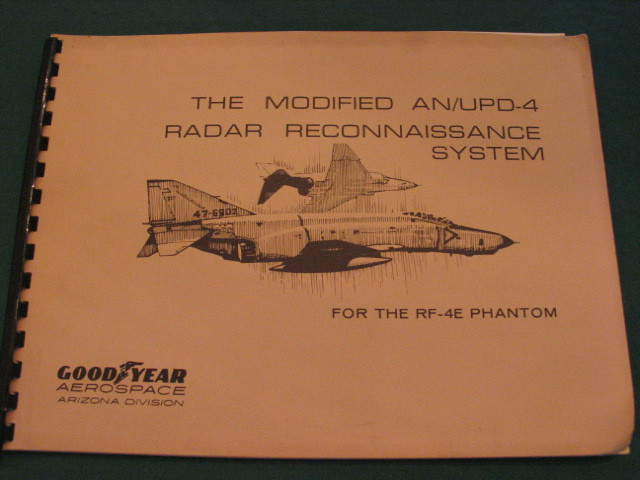 THE MODIFIED AN/UPD-4
RADAR RECONNAISSANCE
SYSTEM
47-6903
FOR THE RF-4E PHANTOM
GOODYEAR
AEROSPACE
ARIZONA DIVISION